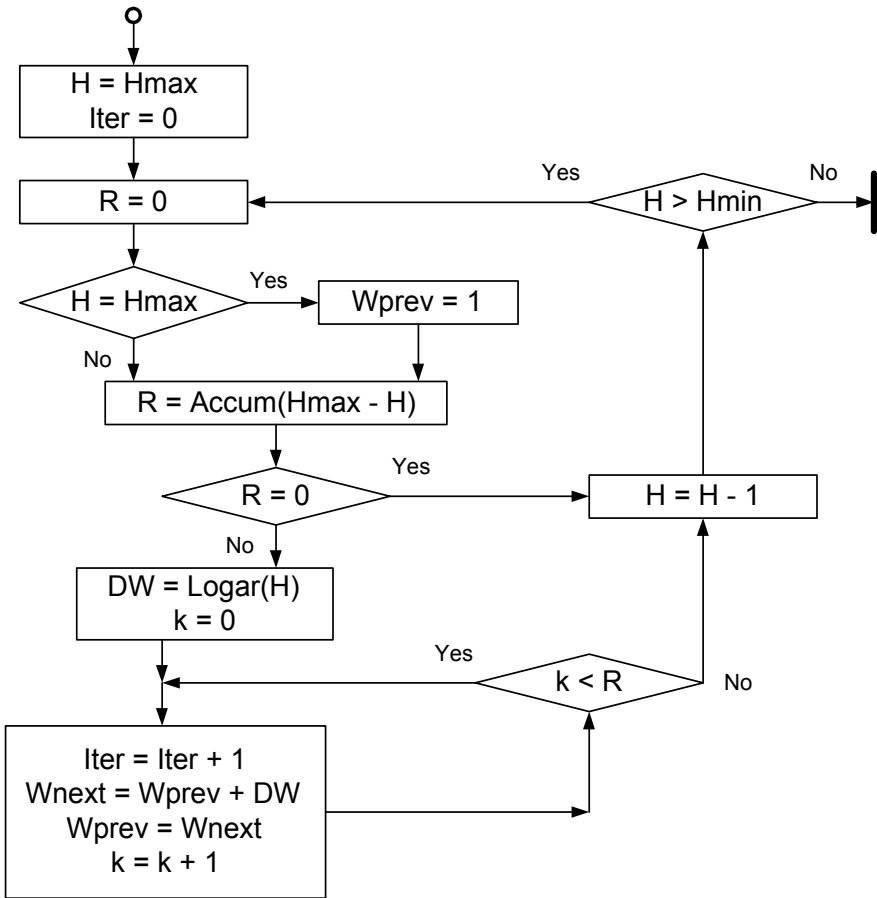 H = Hmax
Iter = 0
Yes
No
R = 0
H > Hmin
Yes
H = Hmax
Wprev = 1
No
R = Accum(Hmax - H)
Yes
R = 0
H = H - 1
No
DW = Logar(H)
k = 0
Yes
k < R
No
Iter = Iter + 1
Wnext = Wprev + DW
Wprev = Wnext
k = k + 1